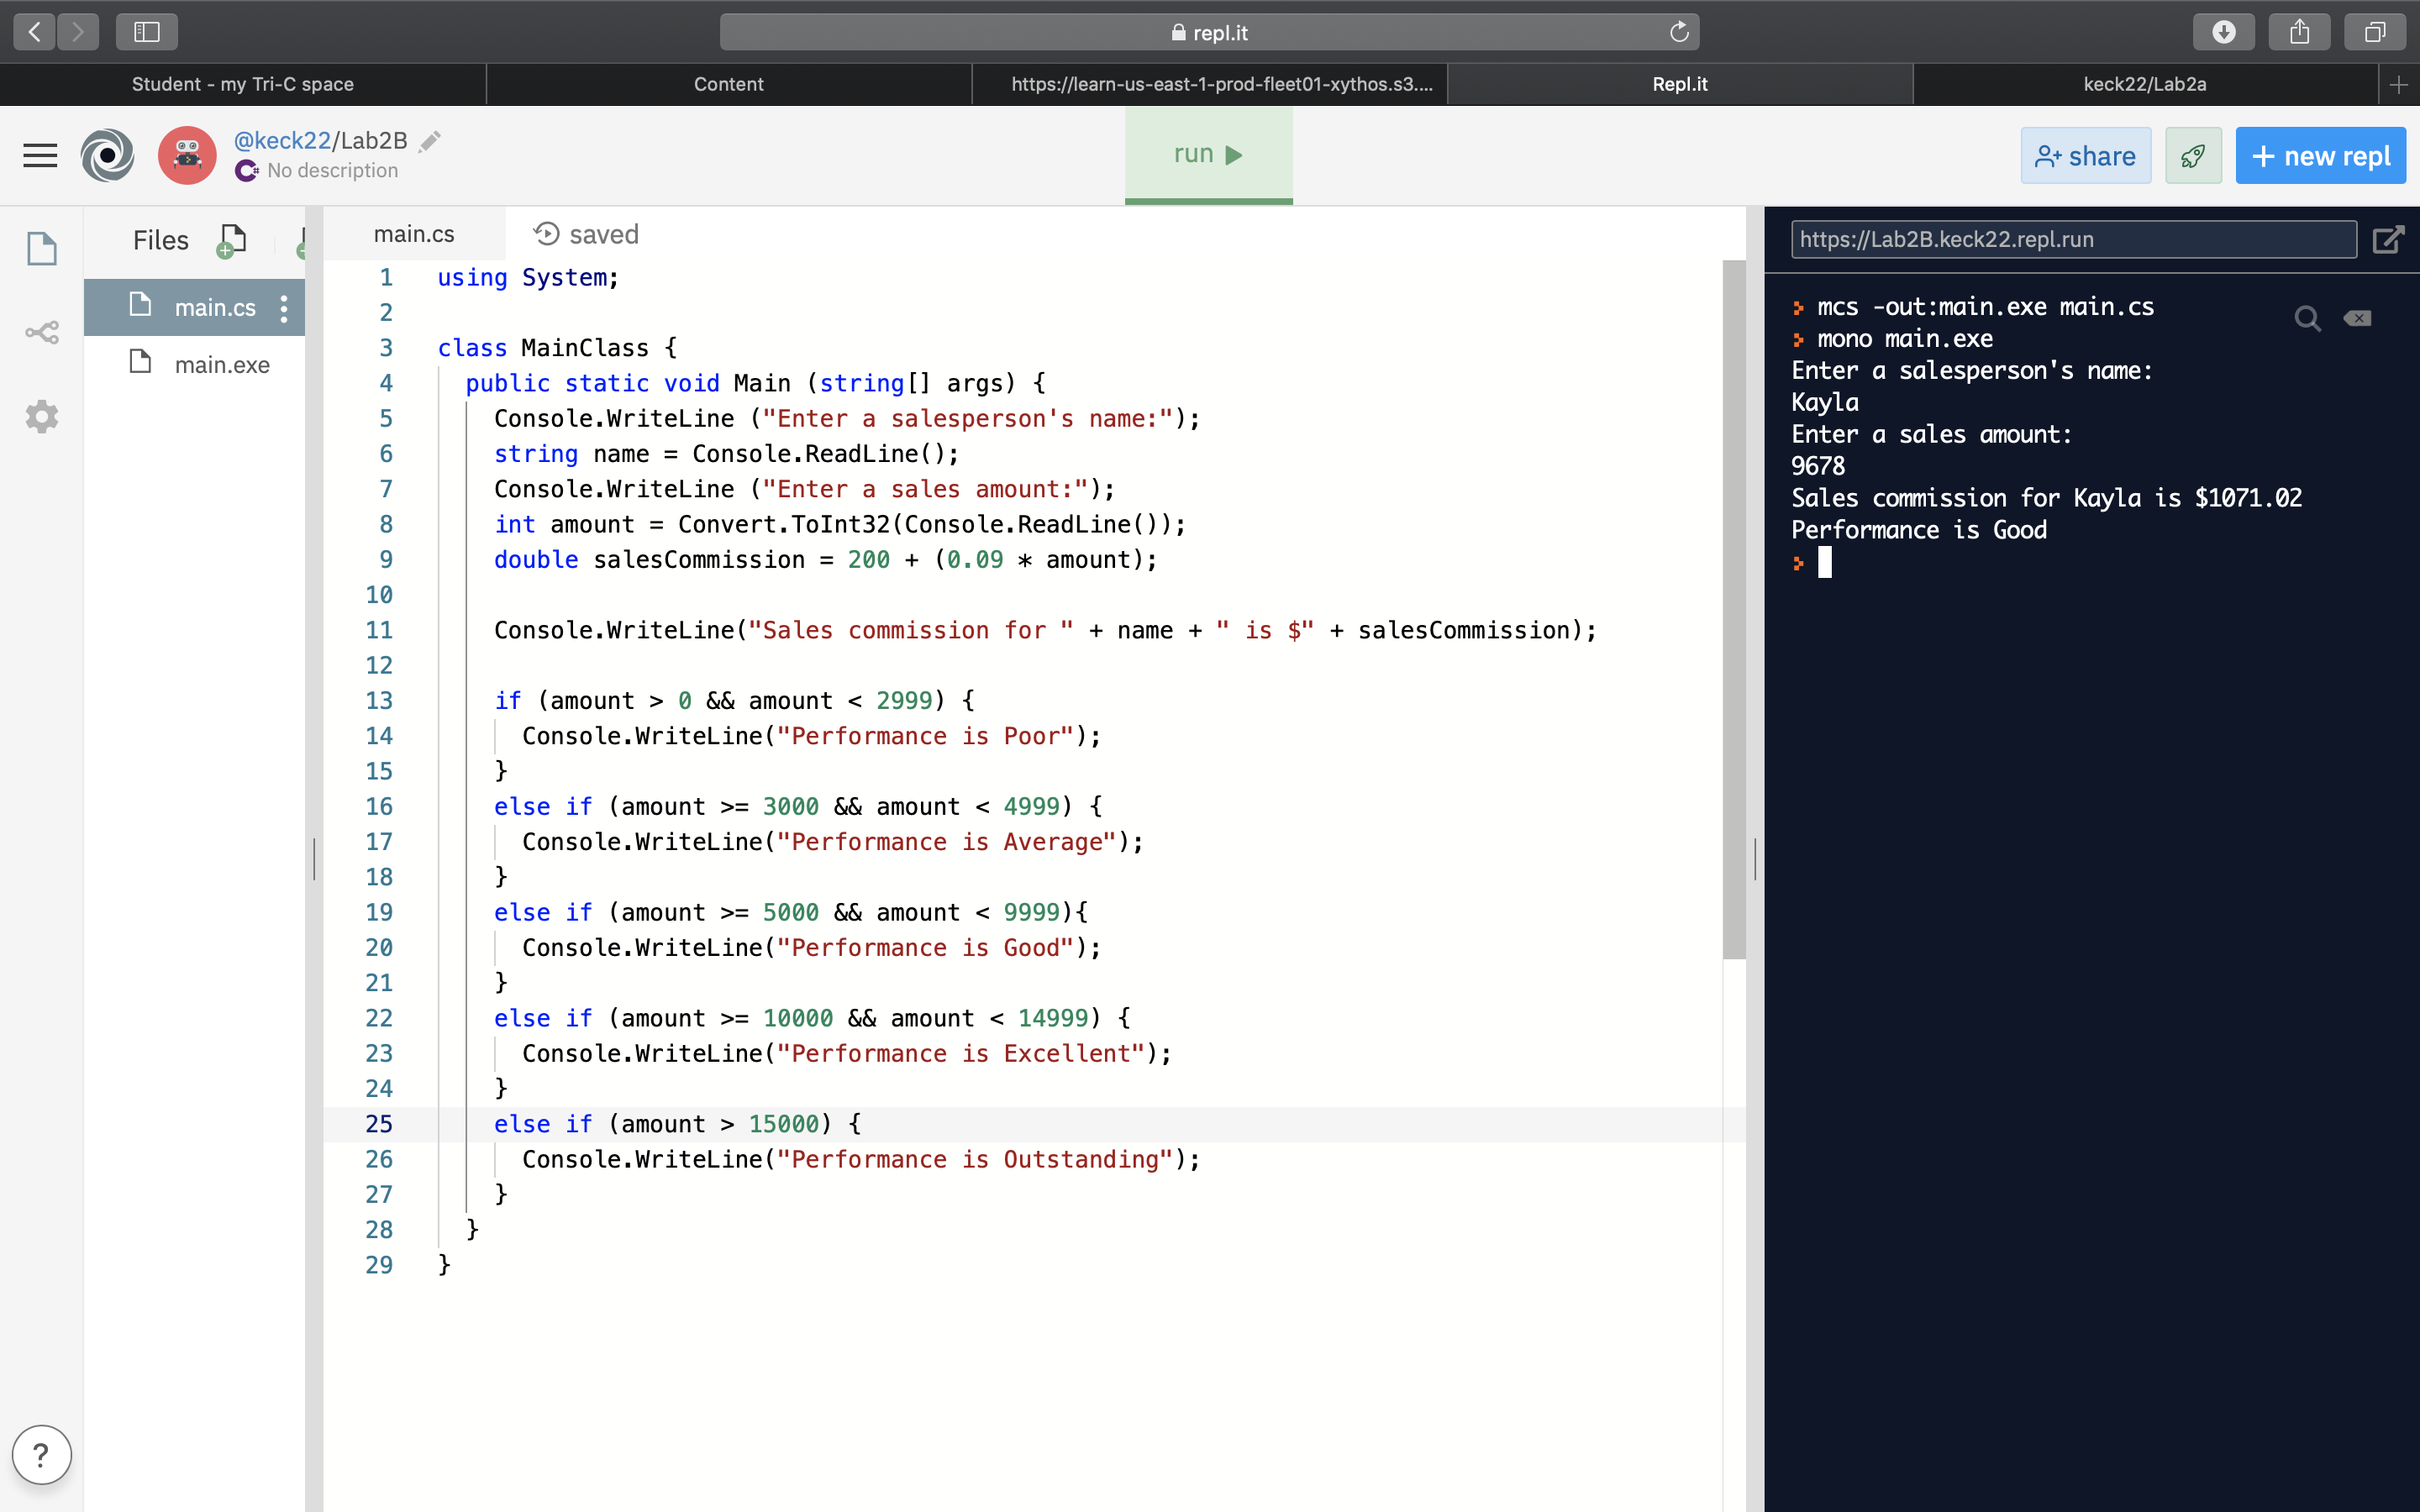 repl.it
Student - my Tri-C space
Content
https://learn-us-east-1-prod-fleet01-xythos.s3....
Repl.it
keck22/Lab2a
@keck22/Lab2B
No description
run
share
+ new repl
Files
main.cs
main.exe
main.cs
saved
1 using System;
2
3 class MainClass {
4 public static void Main (string[] args) {
5 Console.WriteLine ("Enter a salesperson's name:");
6 string name = Console.ReadLine();
7 Console.WriteLine ("Enter a sales amount:");
8 int amount = Convert.ToInt32(Console.ReadLine());
9 double salesCommission = 200 + (0.09 * amount);
10
11 Console.WriteLine("Sales commission for " + name + " is $" + salesCommission);
12
13 if (amount > 0 && amount < 2999) {
14 Console.WriteLine("Performance is Poor");
15 }
16 else if (amount >= 3000 && amount < 4999) {
17 Console.WriteLine("Performance is Average");
18 }
19 else if (amount >= 5000 && amount < 9999){
20 Console.WriteLine("Performance is Good");
21 }
22 else if (amount >= 10000 && amount < 14999) {
23 Console.WriteLine("Performance is Excellent");
24 }
25 else if (amount > 15000) {
26 Console.WriteLine("Performance is Outstanding");
27 }
28 }
29 }
https://Lab2B.keck22.repl.run
mcs -out:main.exe main.cs
mono main.exe
Enter a salesperson's name:
Kayla
Enter a sales amount:
9678
Sales commission for Kayla is $1071.02
Performance is Good
?